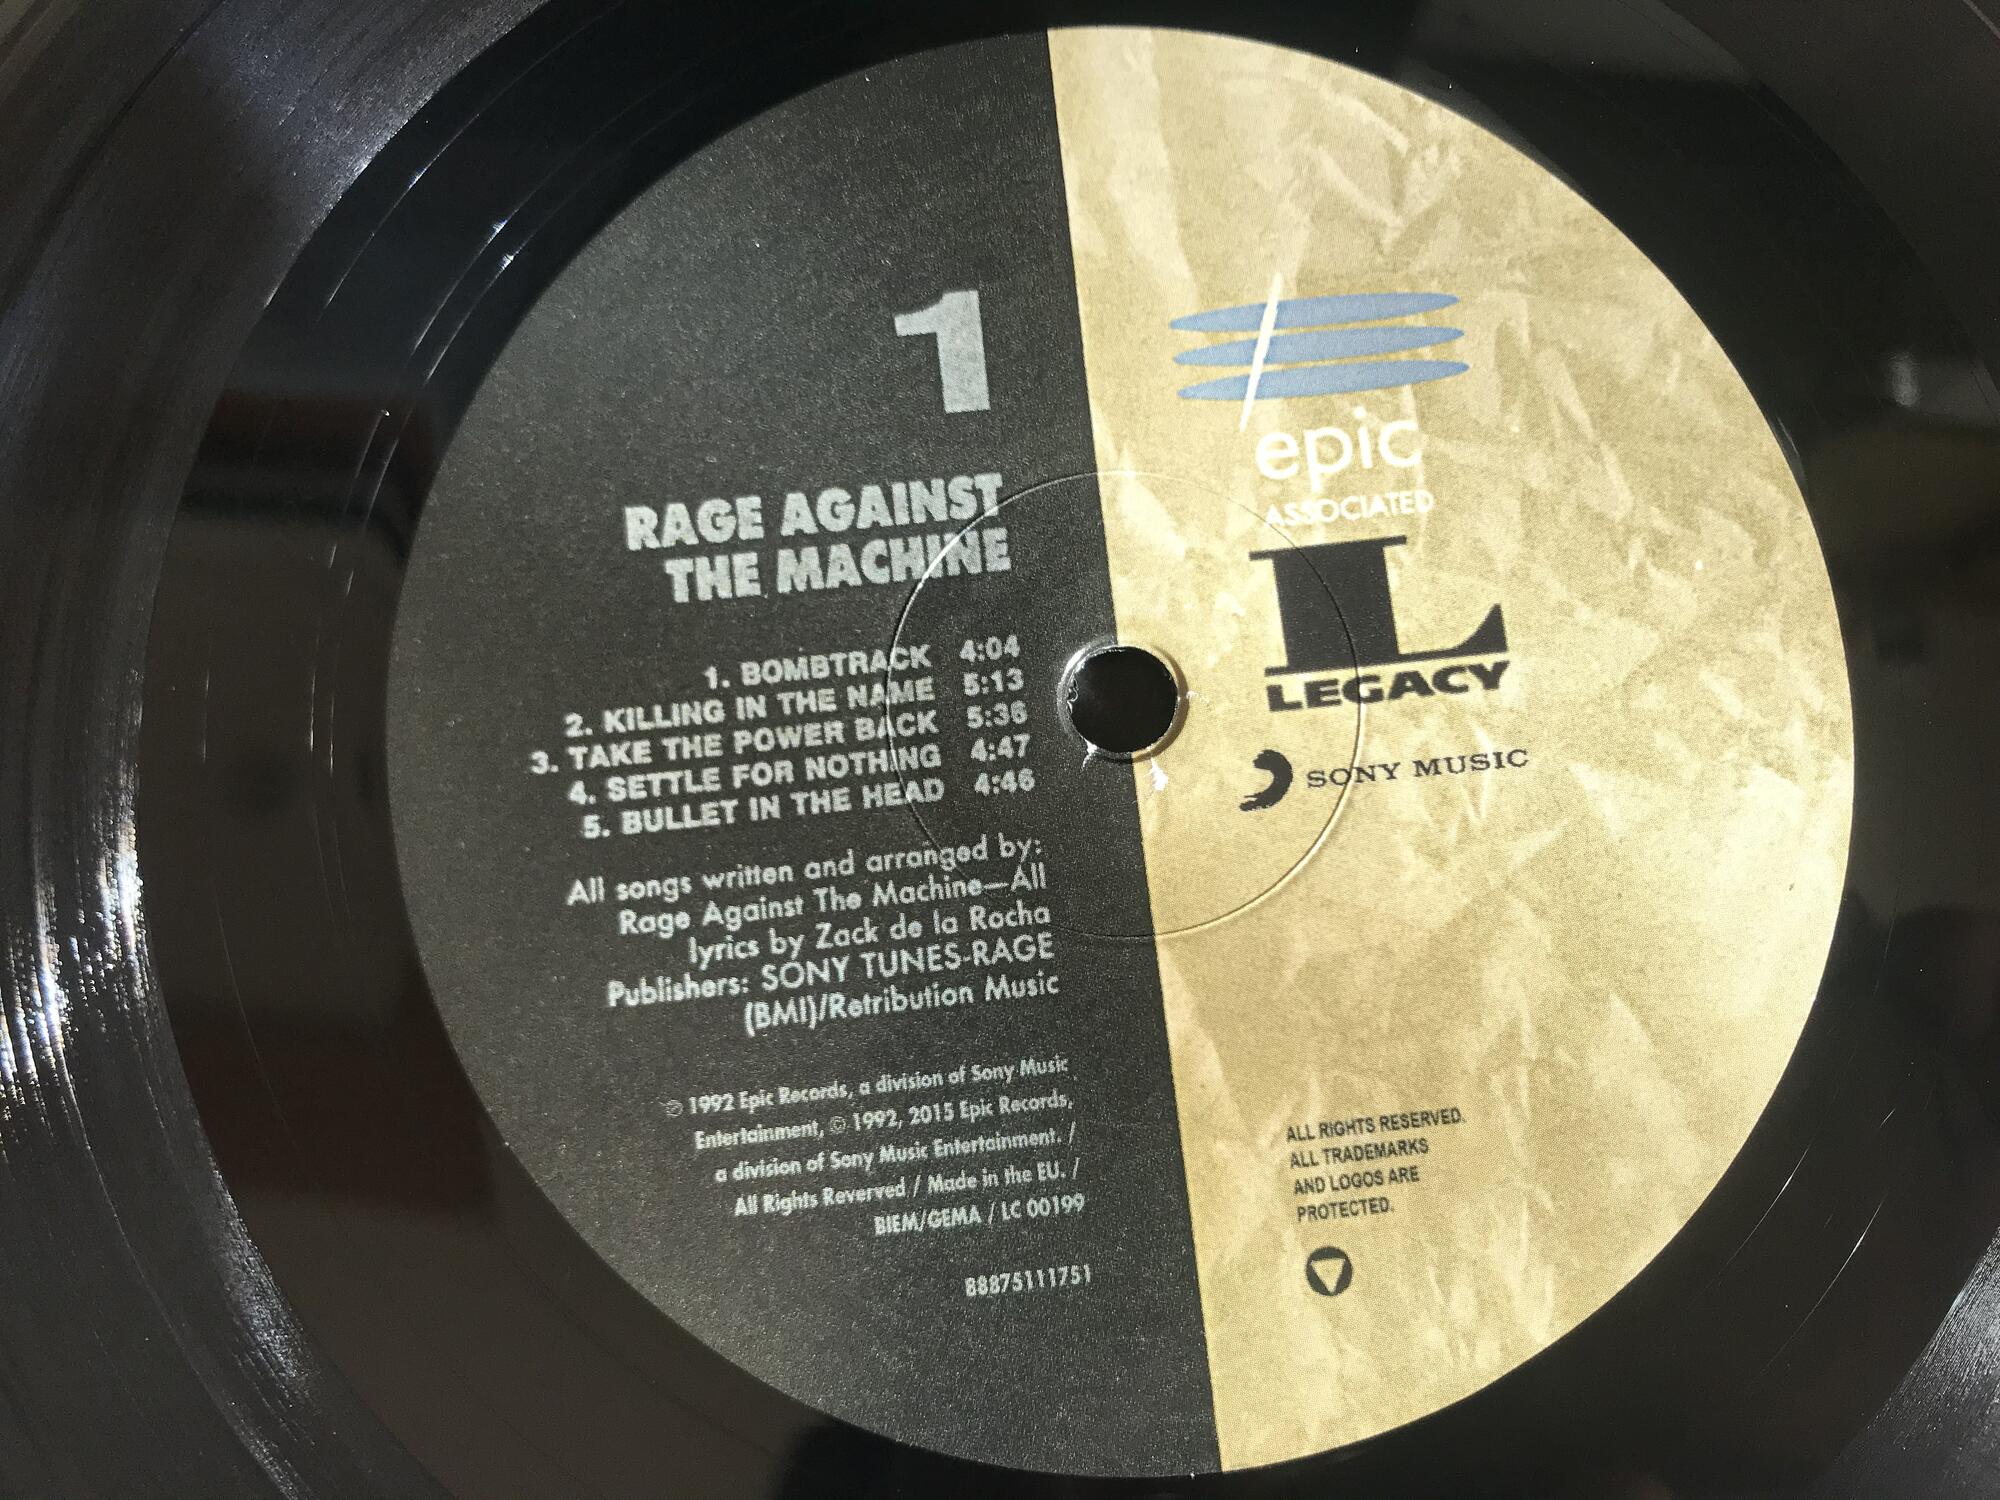 1
RAGE AGAINST
THE MACHINE
1. BOMBTRACK 4:04
2. KILLING IN THE NAME 5:13
3. TAKE THE POWER BACK 5:36
4. SETTLE FOR NOTHING 4:47
5. BULLET IN THE HEAD 4:46
All songs written and arranged by:
Rage Against The Machine—All
lyrics by Zack de la Rocha
Publishers: SONY TUNES-RAGE
(BMI)/Retribution Music
℗ 1992 Epic Records, a division of Sony Music
Entertainment, © 1992, 2015 Epic Records,
a division of Sony Music Entertainment. /
All Rights Reverved / Made in the EU. /
BIEM/GEMA / LC 00199
88875111751
epic
ASSOCIATED
L
LEGACY
SONY MUSIC
ALL RIGHTS RESERVED.
ALL TRADEMARKS
AND LOGOS ARE
PROTECTED.